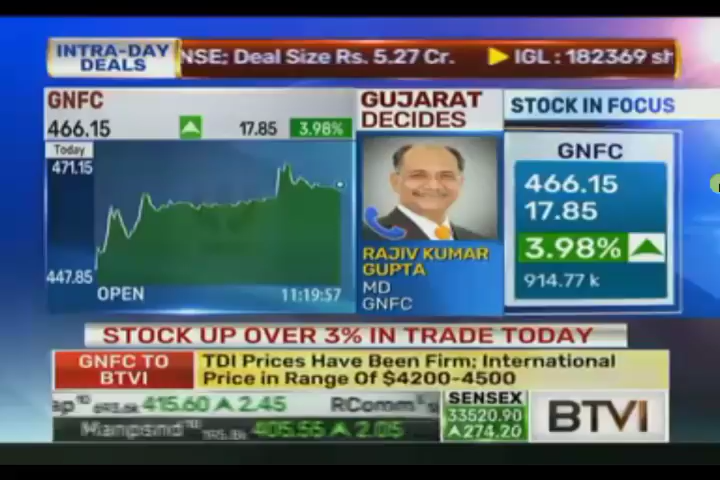 INTRA-DAY
DEALS
NSE; Deal Size Rs. 5.27 Cr.
IGL : 182369 sh
GNFC
466.15
17.85
3.98%
Today
471.15
447.85
OPEN
11:19:57
GUJARAT
DECIDES
RAJIV KUMAR
GUPTA
MD
GNFC
STOCK IN FOCUS
GNFC
466.15
17.85
3.98%
914.77 k
STOCK UP OVER 3% IN TRADE TODAY
GNFC TO
BTVI
TDI Prices Have Been Firm; International
Price in Range Of $4200-4500
415.60 ▲ 2.45
RComm
405.55 ▲ 2.05
SENSEX
33520.90
▲274.20
BTVI